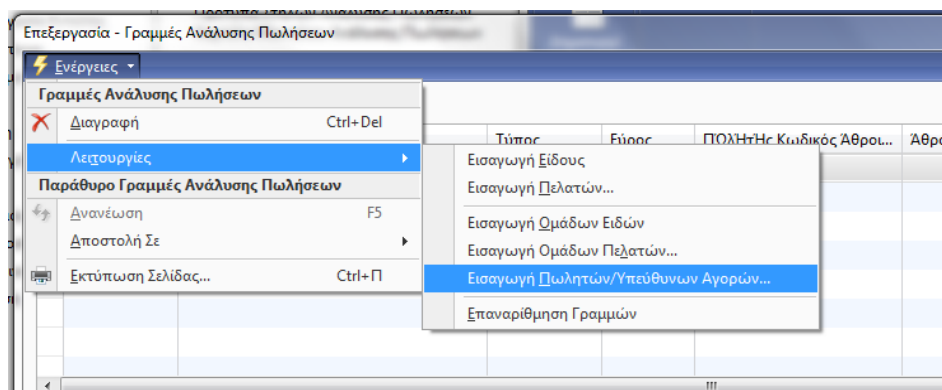 Επεξεργασία - Γραμμές Ανάλυσης Πωλήσεων
Ενέργειες
Γραμμές Ανάλυσης Πωλήσεων
Διαγραφή Ctrl+Del
Λειτουργίες
Παράθυρο Γραμμές Ανάλυσης Πωλήσεων
Ανανέωση F5
Αποστολή Σε
Εκτύπωση Σελίδας... Ctrl+Π
Τύπος Εύρος ΠΌλΗτΉς Κωδικός Άθροι... Άθρο
Εισαγωγή Είδους
Εισαγωγή Πελατών...
Εισαγωγή Ομάδων Ειδών
Εισαγωγή Ομάδων Πελατών...
Εισαγωγή Πωλητών/Υπεύθυνων Αγορών...
Επαναρίθμηση Γραμμών